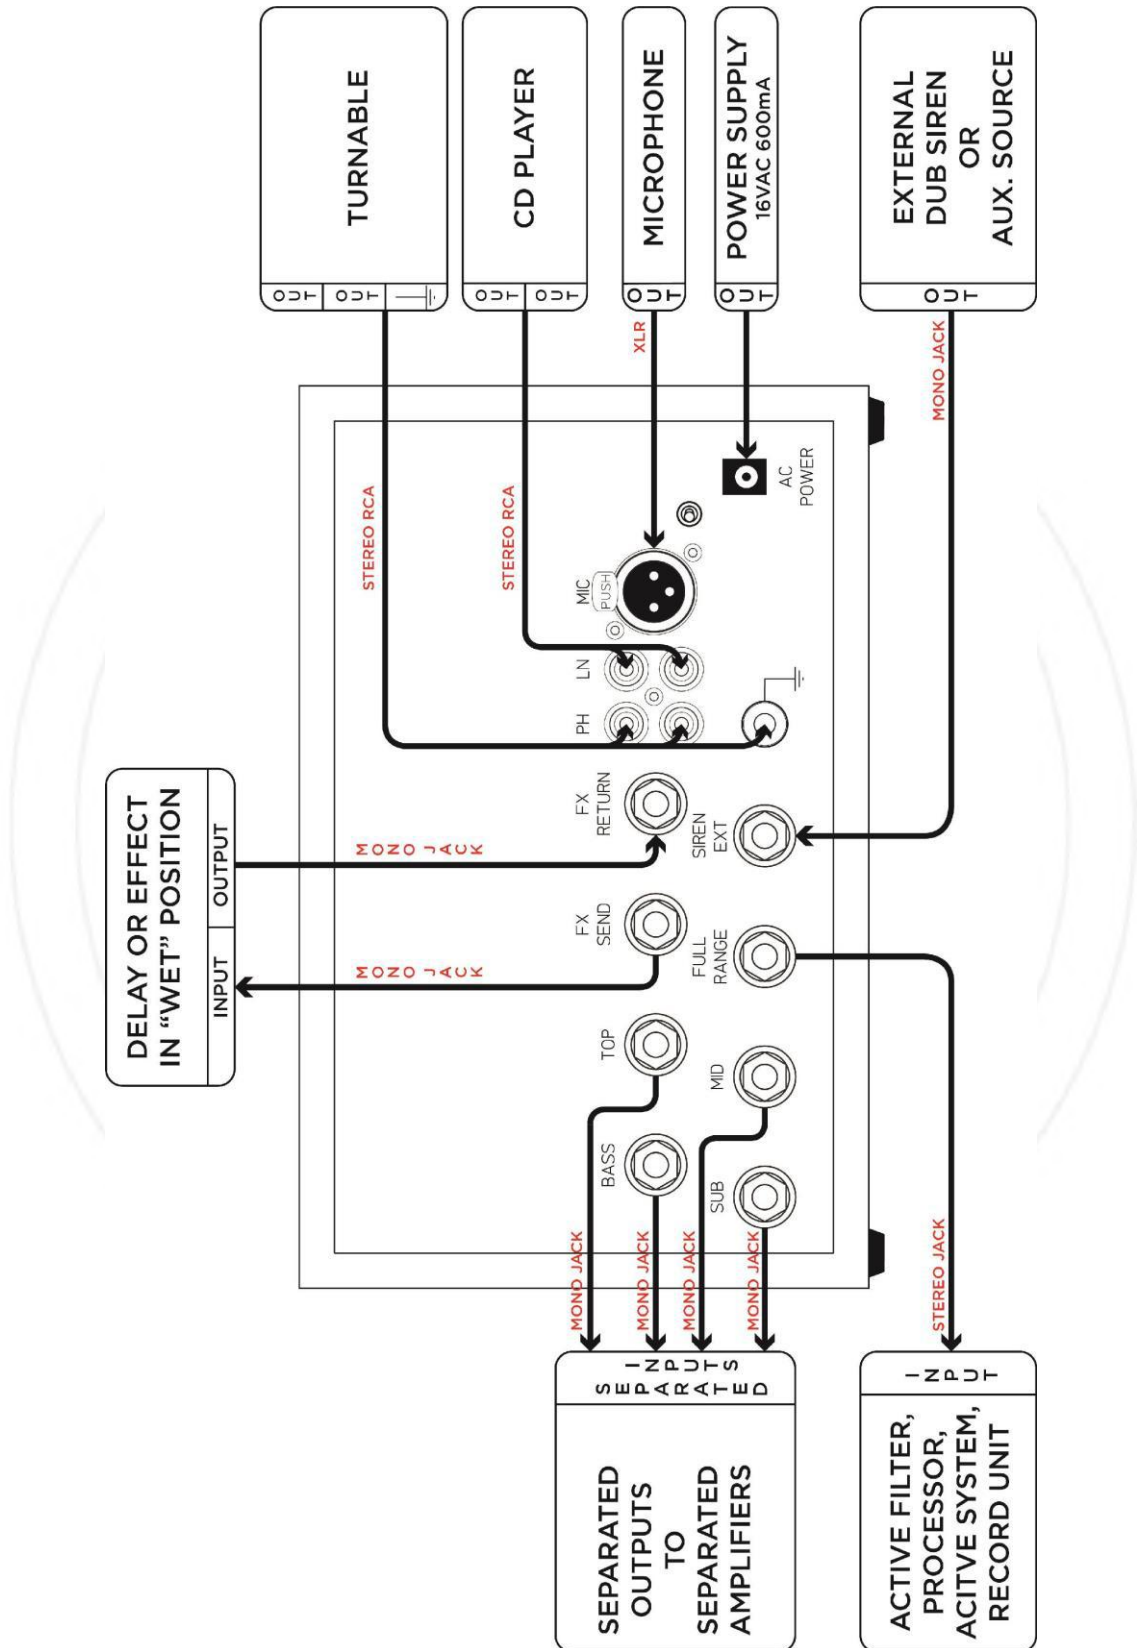 TURNABLE
OUT
OUT
CD PLAYER
OUT
OUT
MICROPHONE
OUT
POWER SUPPLY
16VAC 600mA
OUT
EXTERNAL
DUB SIREN
OR
AUX. SOURCE
OUT
STEREO RCA
STEREO RCA
XLR
MONO JACK
AC
POWER
MIC
PUSH
LN
PH
FX
RETURN
SIREN
EXT
FX
SEND
FULL
RANGE
TOP
MID
BASS
SUB
DELAY OR EFFECT
IN “WET” POSITION
INPUT
OUTPUT
MONO JACK
MONO JACK
MONO JACK
MONO JACK
MONO JACK
MONO JACK
STEREO JACK
INPUTS
SEPARATED
SEPARATED
OUTPUTS
TO
SEPARATED
AMPLIFIERS
INPUT
ACTIVE FILTER,
PROCESSOR,
ACITVE SYSTEM,
RECORD UNIT